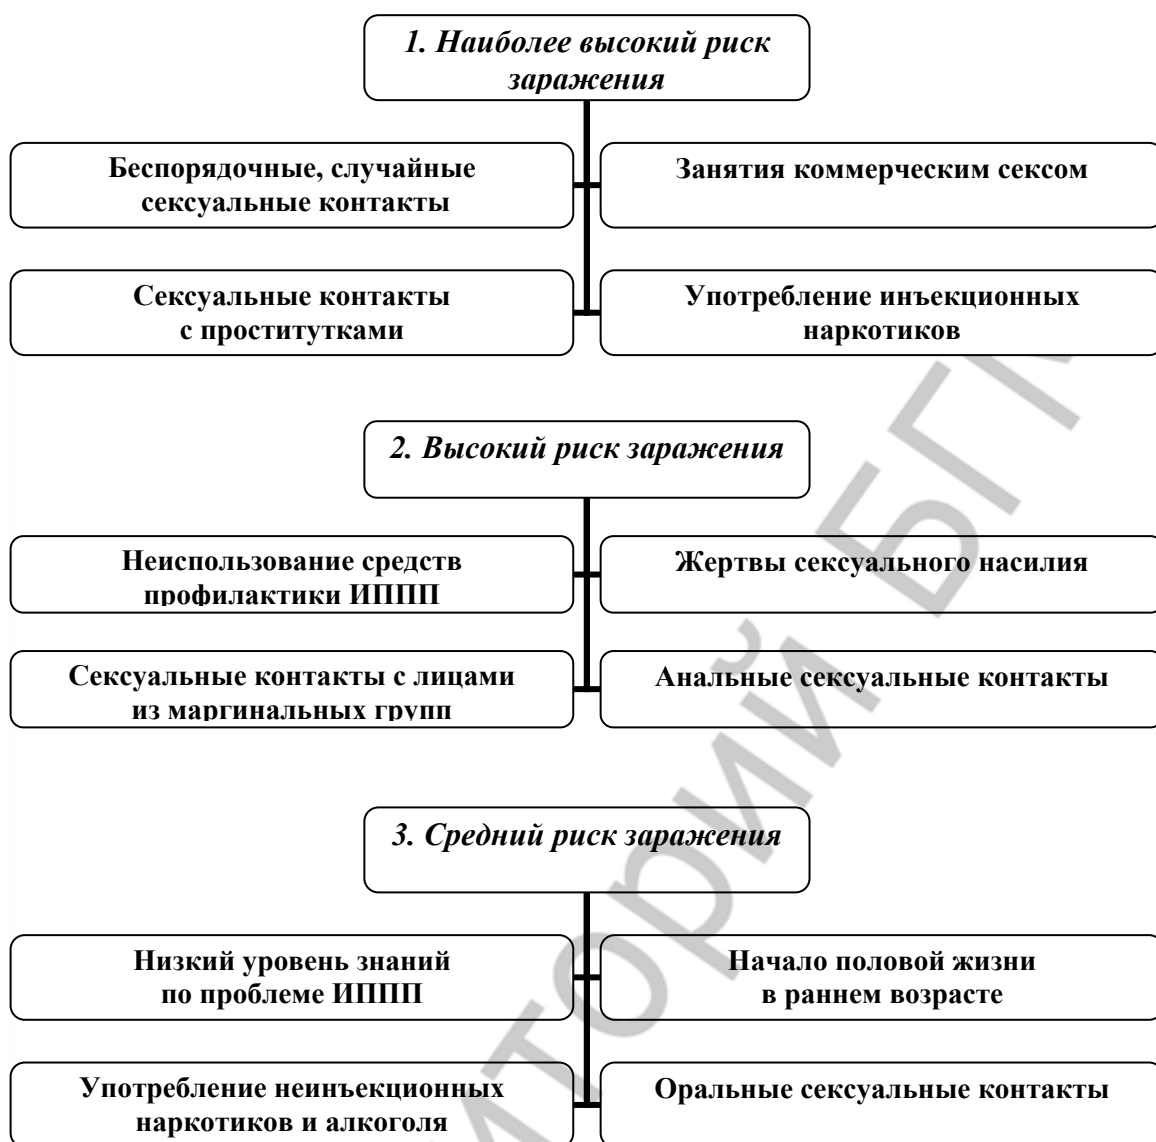 1. Наиболее высокий риск
заражения
Беспорядочные, случайные
сексуальные контакты
Занятия коммерческим сексом
Сексуальные контакты
с проститутками
Употребление инъекционных
наркотиков
2. Высокий риск заражения
Неиспользование средств
профилактики ИППП
Жертвы сексуального насилия
Сексуальные контакты с лицами
из маргинальных групп
Анальные сексуальные контакты
3. Средний риск заражения
Низкий уровень знаний
по проблеме ИППП
Начало половой жизни
в раннем возрасте
Употребление неинъекционных
наркотиков и алкоголя
Оральные сексуальные контакты